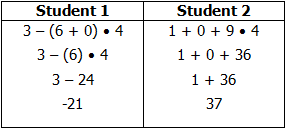 Student 1 Student 2
3 – (6 + 0) • 4 1 + 0 + 9 • 4
3 – (6) • 4 1 + 0 + 36
3 – 24 1 + 36
-21 37